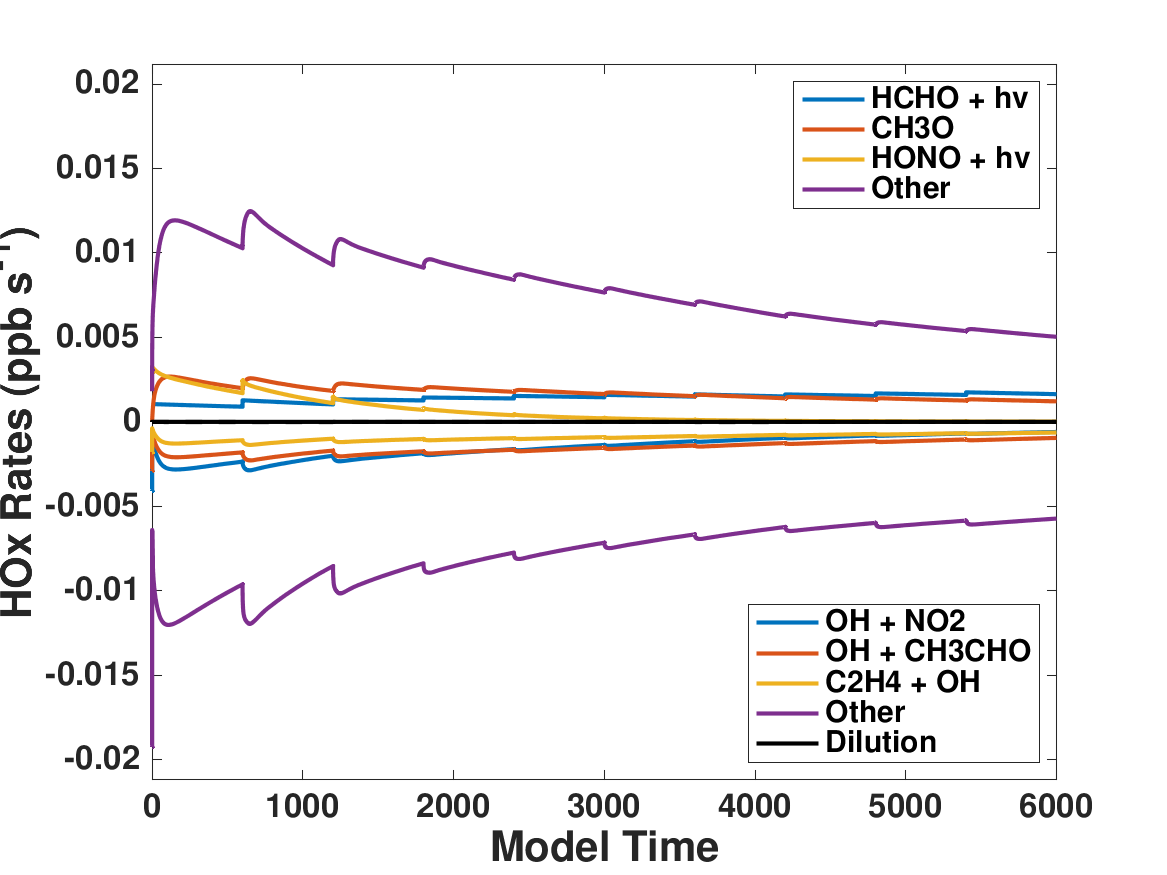 0.02
0.015
0.01
0.005
0
-0.005
-0.01
-0.015
-0.02
HOx Rates (ppb s-1)
HCHO + hv
CH3O
HONO + hv
Other
OH + NO2
OH + CH3CHO
C2H4 + OH
Other
Dilution
0 1000 2000 3000 4000 5000 6000
Model Time